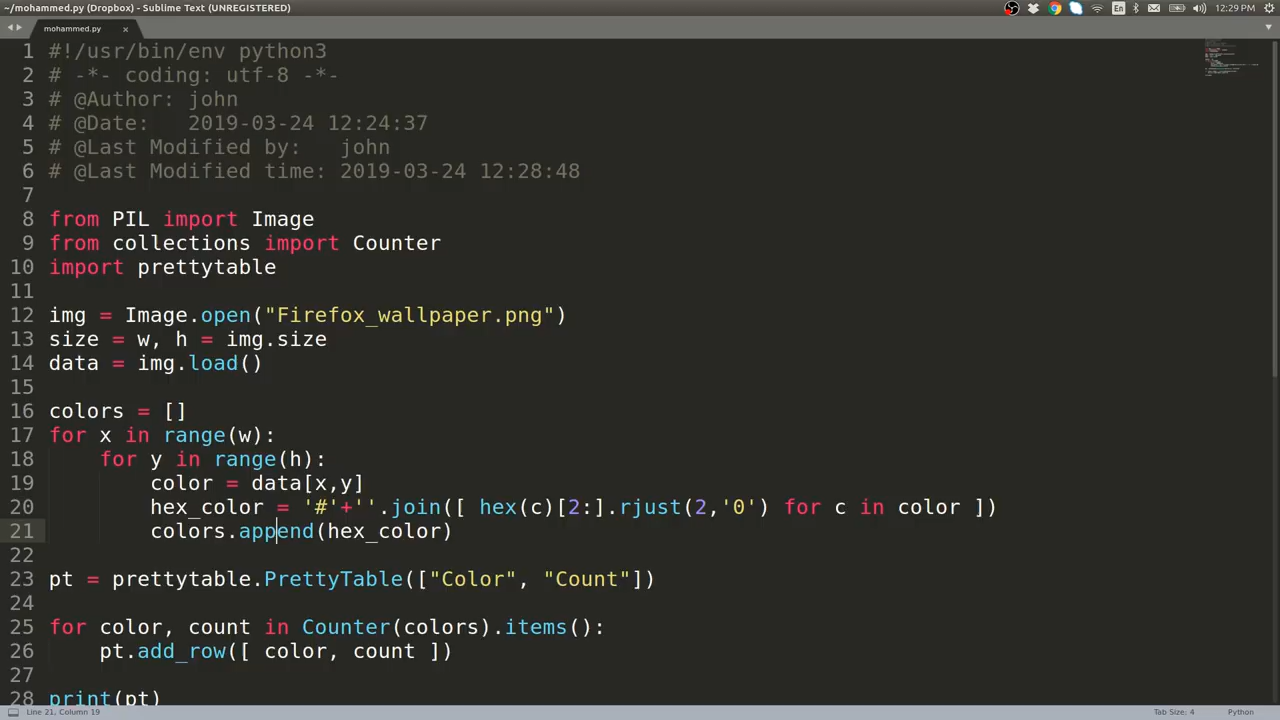 ~/mohammed.py (Dropbox) - Sublime Text (UNREGISTERED)
En
12:29 PM
mohammed.py
1 #!/usr/bin/env python3
2 # -*- coding: utf-8 -*-
3 # @Author: john
4 # @Date:   2019-03-24 12:24:37
5 # @Last Modified by:   john
6 # @Last Modified time: 2019-03-24 12:28:48
7
8 from PIL import Image
9 from collections import Counter
10 import prettytable
11
12 img = Image.open("Firefox_wallpaper.png")
13 size = w, h = img.size
14 data = img.load()
15
16 colors = []
17 for x in range(w):
18     for y in range(h):
19         color = data[x,y]
20         hex_color = '#'+''.join([ hex(c)[2:].rjust(2,'0') for c in color ])
21         colors.append(hex_color)
22
23 pt = prettytable.PrettyTable(["Color", "Count"])
24
25 for color, count in Counter(colors).items():
26     pt.add_row([ color, count ])
27
28 print(pt)
Line 21, Column 19
Tab Size: 4
Python